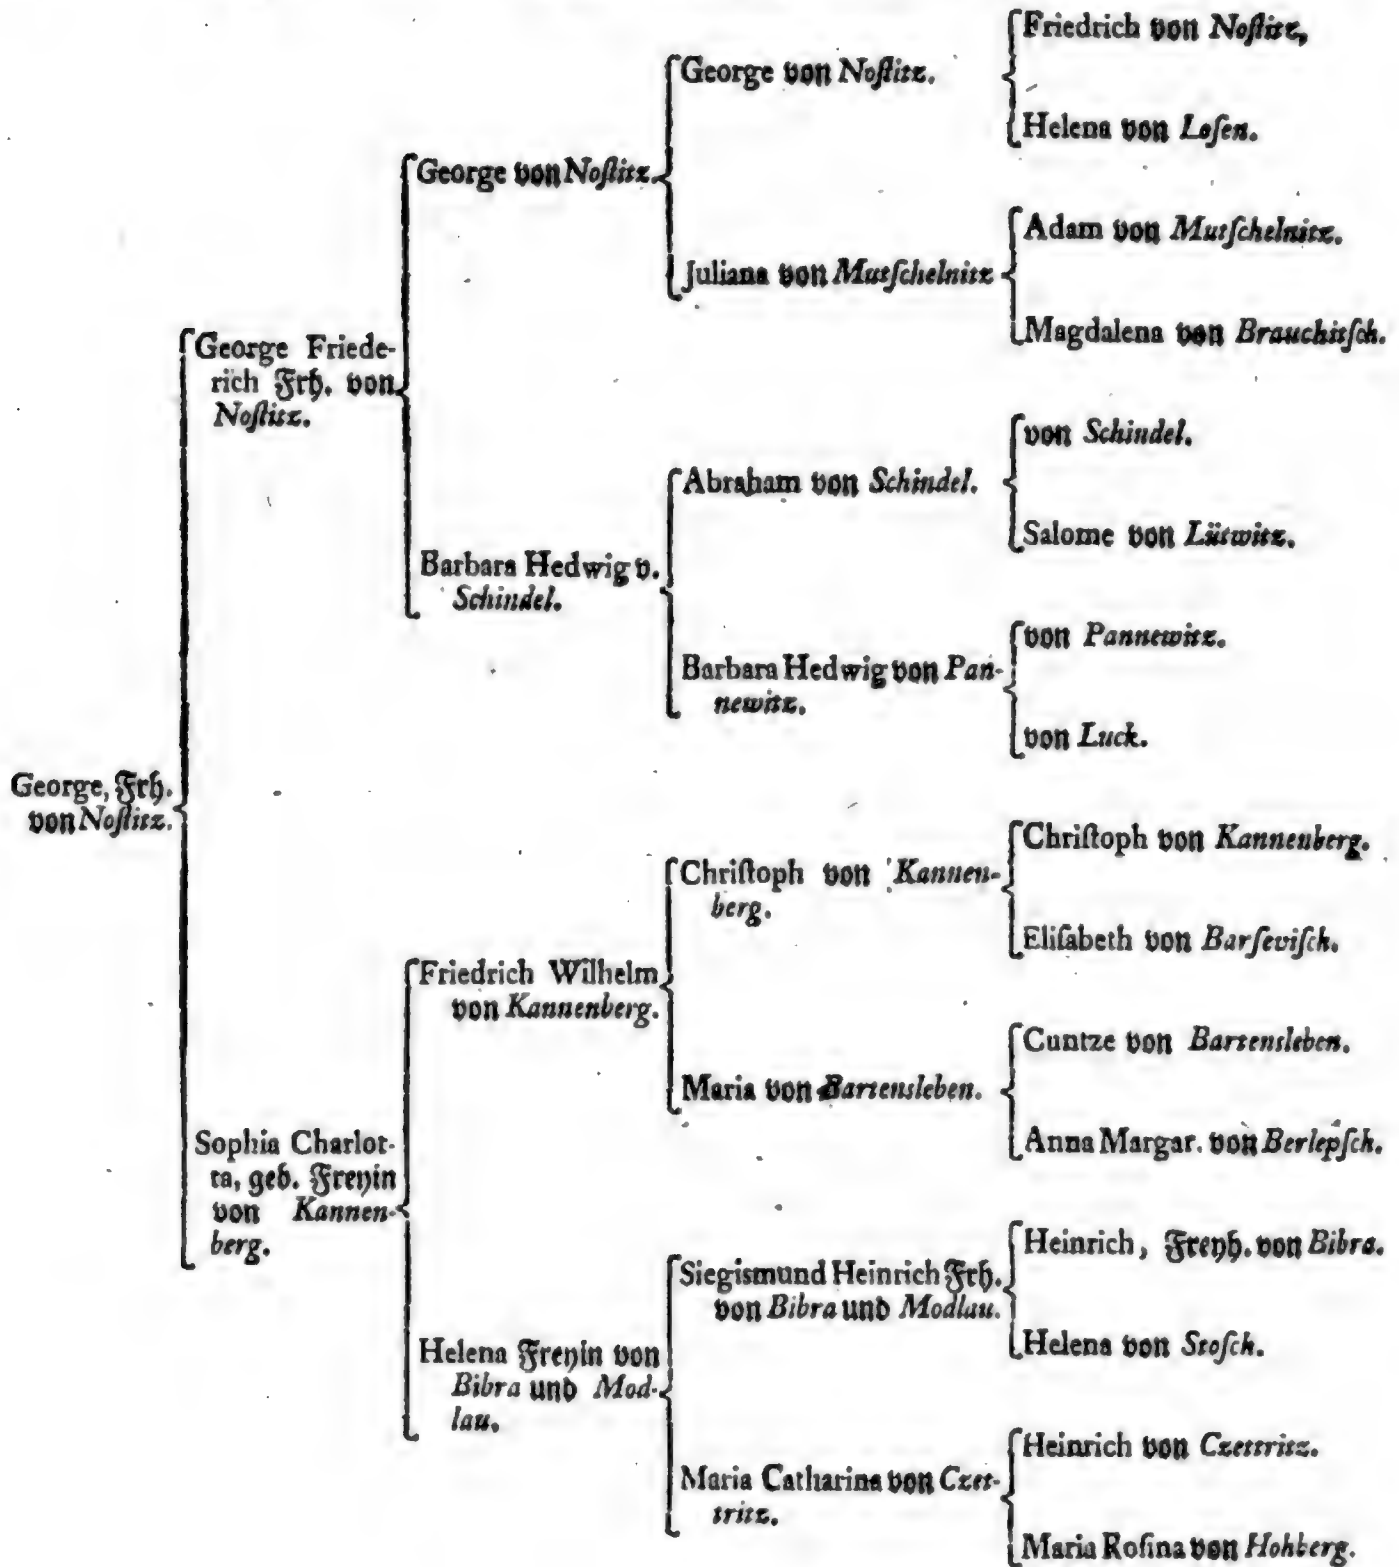 George, Frh.
von Noſtitz.
George Friede-
rich Frh. von
Noſtitz.
Sophia Charlot-
ta, geb. Freyin
von Kannen-
berg.
George von Noſtitz.
Barbara Hedwig v.
Schindel.
Friedrich Wilhelm
von Kannenberg.
Helena Freyin von
Bibra und Mod-
lau.
George von Noſtitz.
Juliana von Mutſchelnitz
Abraham von Schindel.
Barbara Hedwig von Pan-
newitz.
Chriſtoph von Kannen-
berg.
Maria von Bartensleben.
Siegismund Heinrich Frh.
von Bibra und Modlau.
Maria Catharina von Czet-
tritz.
Friedrich von Noſtitz,
Helena von Loſen.
Adam von Mutſchelnitz.
Magdalena von Brauchitſch.
von Schindel.
Salome von Lütwitz.
von Pannewitz.
von Luck.
Chriſtoph von Kannenberg.
Eliſabeth von Barſeviſch.
Cuntze von Bartensleben.
Anna Margar. von Berlepſch.
Heinrich, Freyh. von Bibra.
Helena von Stoſch.
Heinrich von Czettritz.
Maria Roſina von Hohberg.